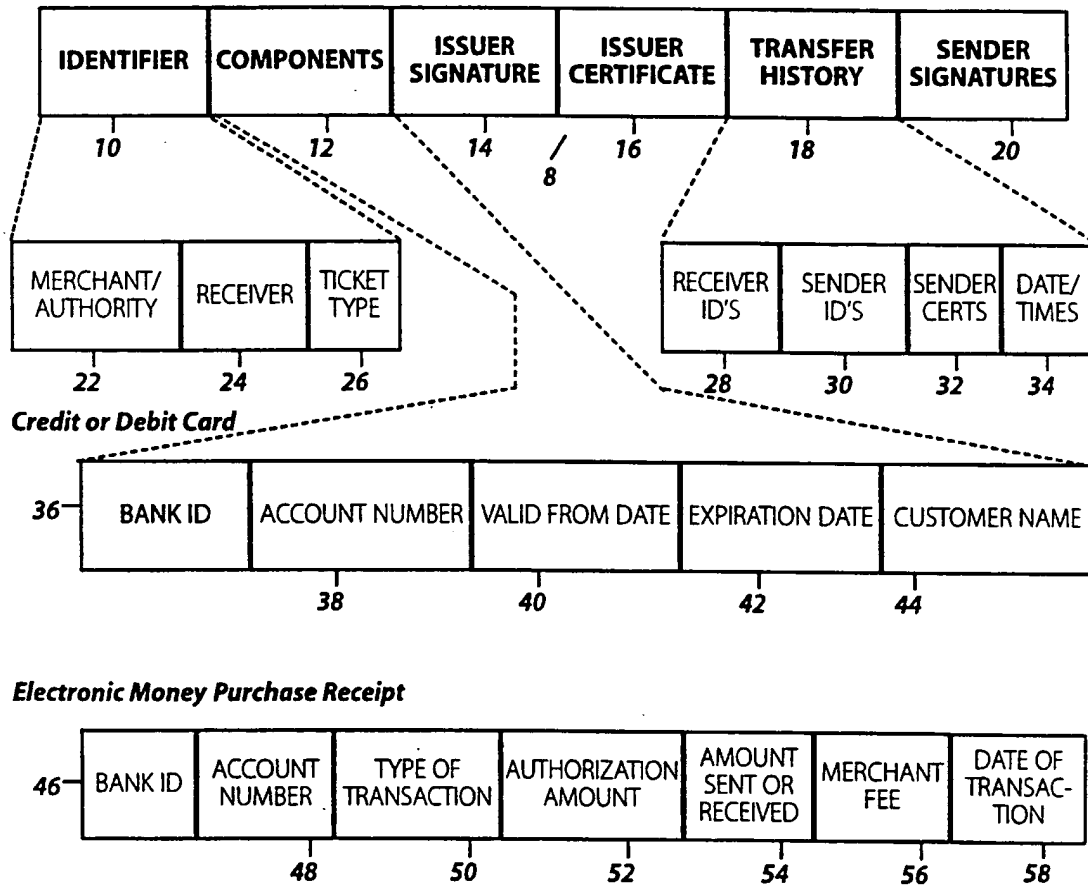 IDENTIFIER
COMPONENTS
ISSUER
SIGNATURE
ISSUER
CERTIFICATE
TRANSFER
HISTORY
SENDER
SIGNATURES
10
12
14
8
16
18
20
MERCHANT/
AUTHORITY
RECEIVER
TICKET
TYPE
RECEIVER
ID'S
SENDER
ID'S
SENDER
CERTS
DATE/
TIMES
22
24
26
28
30
32
34
Credit or Debit Card
36
BANK ID
ACCOUNT NUMBER
VALID FROM DATE
EXPIRATION DATE
CUSTOMER NAME
38
40
42
44
Electronic Money Purchase Receipt
46
BANK ID
ACCOUNT
NUMBER
TYPE OF
TRANSACTION
AUTHORIZATION
AMOUNT
AMOUNT
SENT OR
RECEIVED
MERCHANT
FEE
DATE OF
TRANSAC-
TION
48
50
52
54
56
58